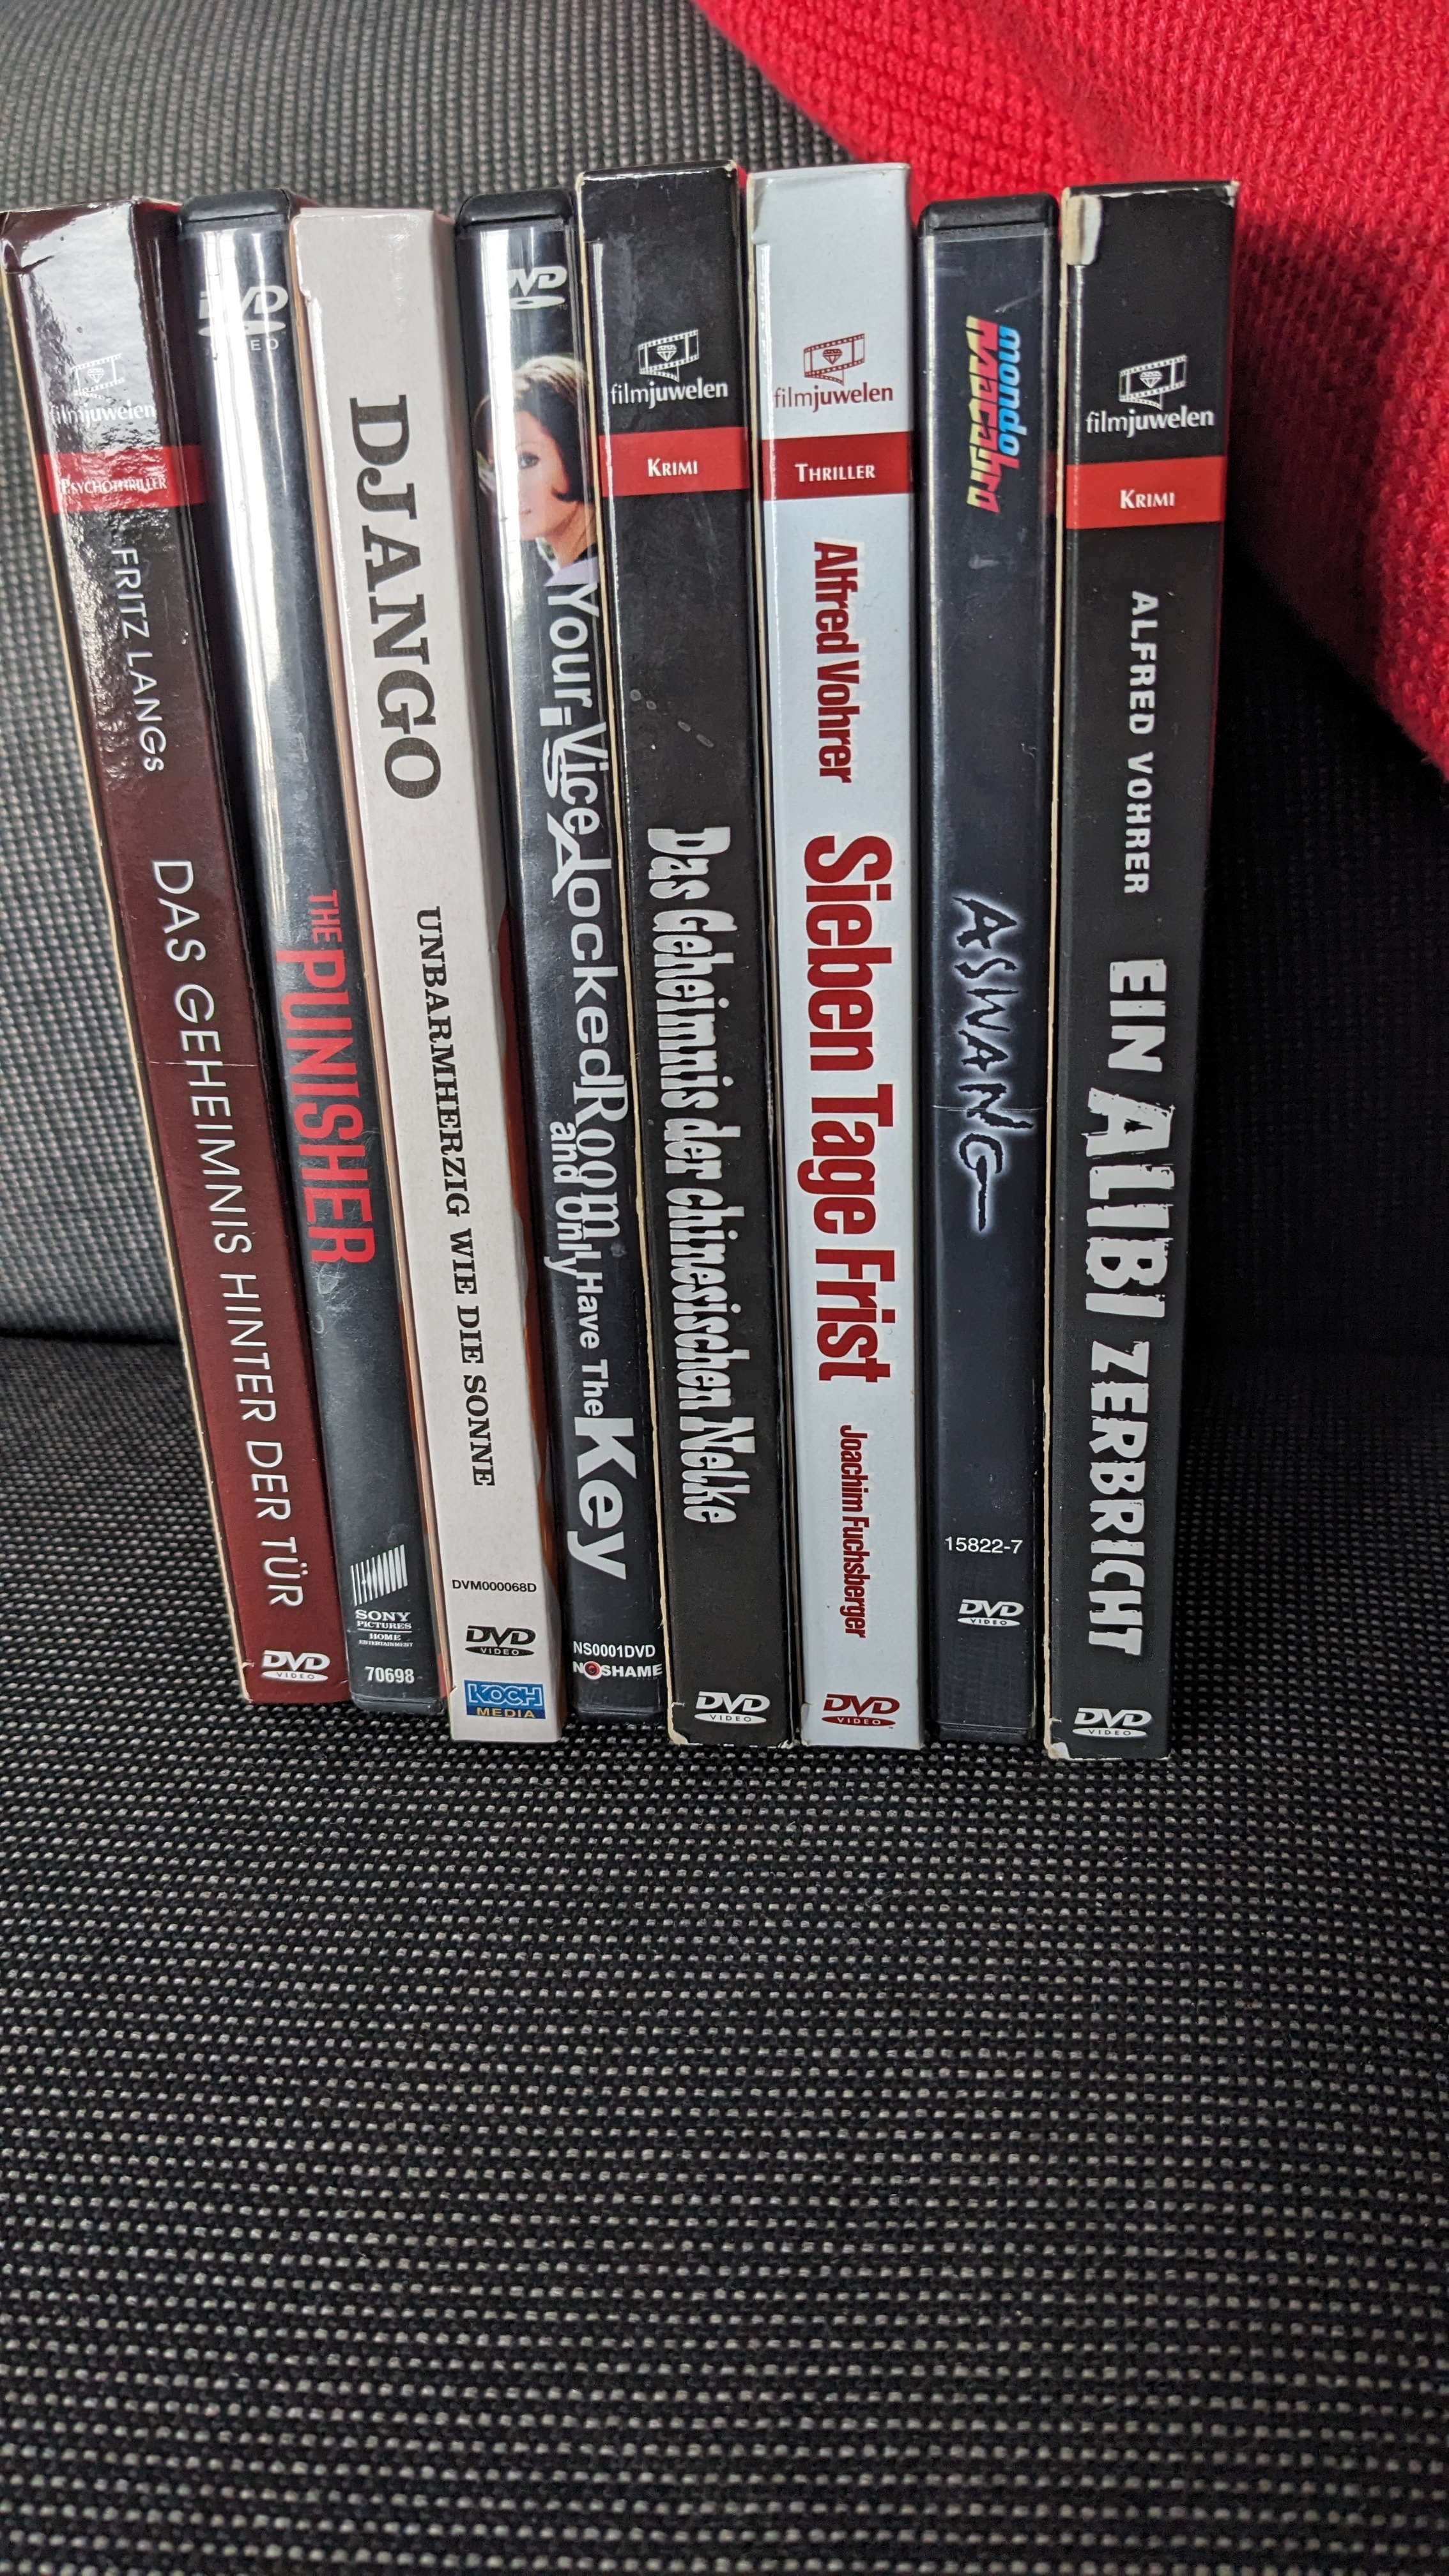 filmjuwelen
PSYCHOTHRILLER
FRITZ LANGS
DAS GEHEIMNIS HINTER DER TÜR
DVD
VIDEO
DVD
THE PUNISHER
SONY
PICTURES
HOME
ENTERTAINMENT
70698
DJANGO
UNBARMHERZIG WIE DIE SONNE
DVM000068D
DVD
VIDEO
KOCH
MEDIA
DVD
Your Vice
Is A
Locked Room
and Only
I Have The Key
NS0001DVD
NOSHAME
filmjuwelen
KRIMI
Das Geheimnis der chinesischen Nelke
DVD
VIDEO
filmjuwelen
THRILLER
Alfred Vohrer
Sieben Tage Frist
Joachim Fuchsberger
DVD
VIDEO
mondo
Macabro
ASWANG
15822-7
DVD
VIDEO
filmjuwelen
KRIMI
ALFRED VOHRER
EIN ALIBI ZERBRICHT
DVD
VIDEO